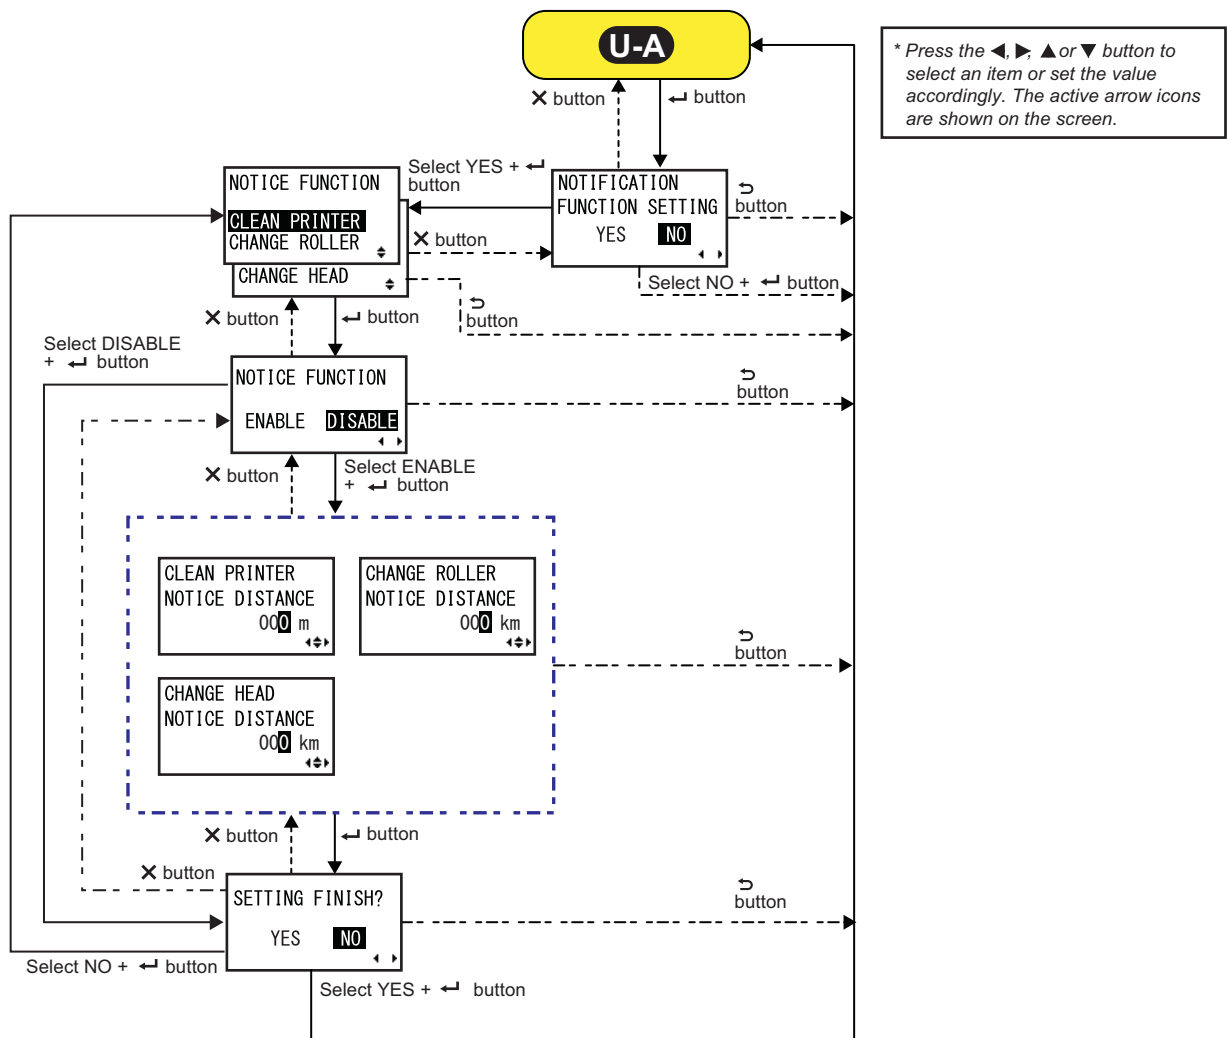 U-A
* Press the ◀, ▶, ▲ or ▼ button to
select an item or set the value
accordingly. The active arrow icons
are shown on the screen.
✕ button
↵ button
Select YES + ↵
button
NOTICE FUNCTION
CLEAN PRINTER
CHANGE ROLLER
CHANGE HEAD
NOTIFICATION
FUNCTION SETTING
YES NO
⮌
button
✕ button
Select NO + ↵ button
⮌
button
✕ button
↵ button
Select DISABLE
+ ↵ button
NOTICE FUNCTION
ENABLE DISABLE
⮌
button
✕ button
Select ENABLE
+ ↵ button
CLEAN PRINTER
NOTICE DISTANCE
000 m
CHANGE ROLLER
NOTICE DISTANCE
000 km
CHANGE HEAD
NOTICE DISTANCE
000 km
⮌
button
✕ button
↵ button
✕ button
SETTING FINISH?
YES NO
⮌
button
Select NO + ↵ button
Select YES + ↵ button